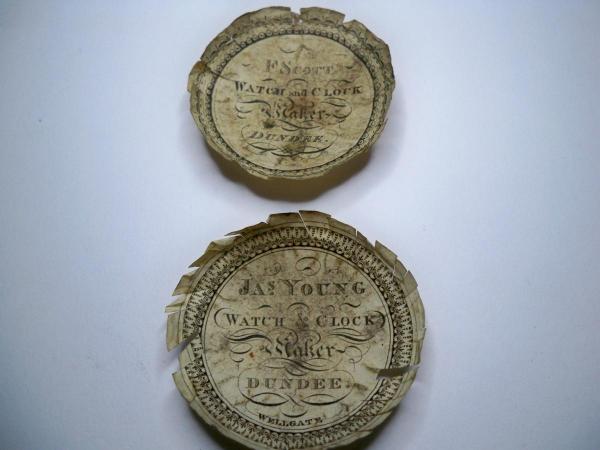 F SCOTT
WATCH and CLOCK
Maker
DUNDEE.
JAS YOUNG
WATCH & CLOCK
Maker
DUNDEE.
WELLGATE